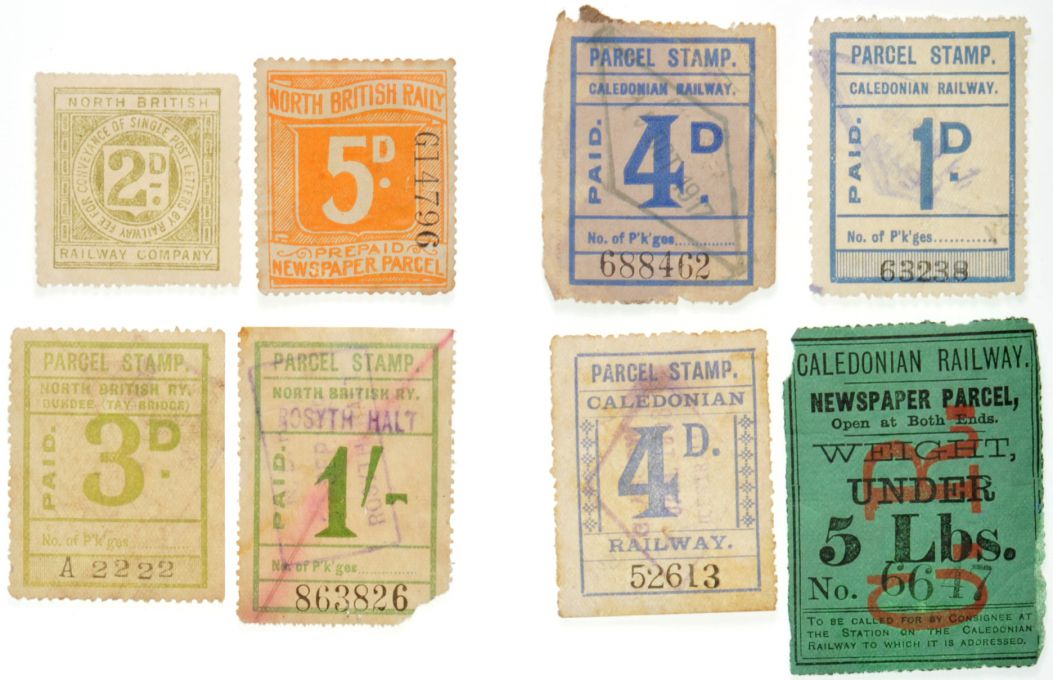 NORTH BRITISH
FEE FOR CONVEYANCE OF SINGLE POST LETTERS BY RAILWAY
2D.
RAILWAY COMPANY
NORTH BRITISH RAILY
5D.
G14796
PREPAID
NEWSPAPER PARCEL
PARCEL STAMP.
CALEDONIAN RAILWAY.
PAID.
4D.
1917
No. of P'k'ges..............
688462
PARCEL STAMP.
CALEDONIAN RAILWAY.
PAID.
1D.
No. of P'k'ges............
63238
PARCEL STAMP.
NORTH BRITISH RY.
DUNDEE (TAY-BRIDGE)
PAID.
3D
No. of P'k'ges ............
A 2222
PARCEL STAMP.
NORTH BRITISH RY.
ROSYTH HALT
PAID.
1/-
No. of P'k'ges............
863826
PARCEL STAMP.
CALEDONIAN
4D.
RAILWAY.
52613
CALEDONIAN RAILWAY.
NEWSPAPER PARCEL,
Open at Both Ends.
WEIGHT,
UNDER
5 Lbs.
No. 6647
TO BE CALLED FOR BY CONSIGNEE AT
THE STATION ON THE CALEDONIAN
RAILWAY TO WHICH IT IS ADDRESSED.